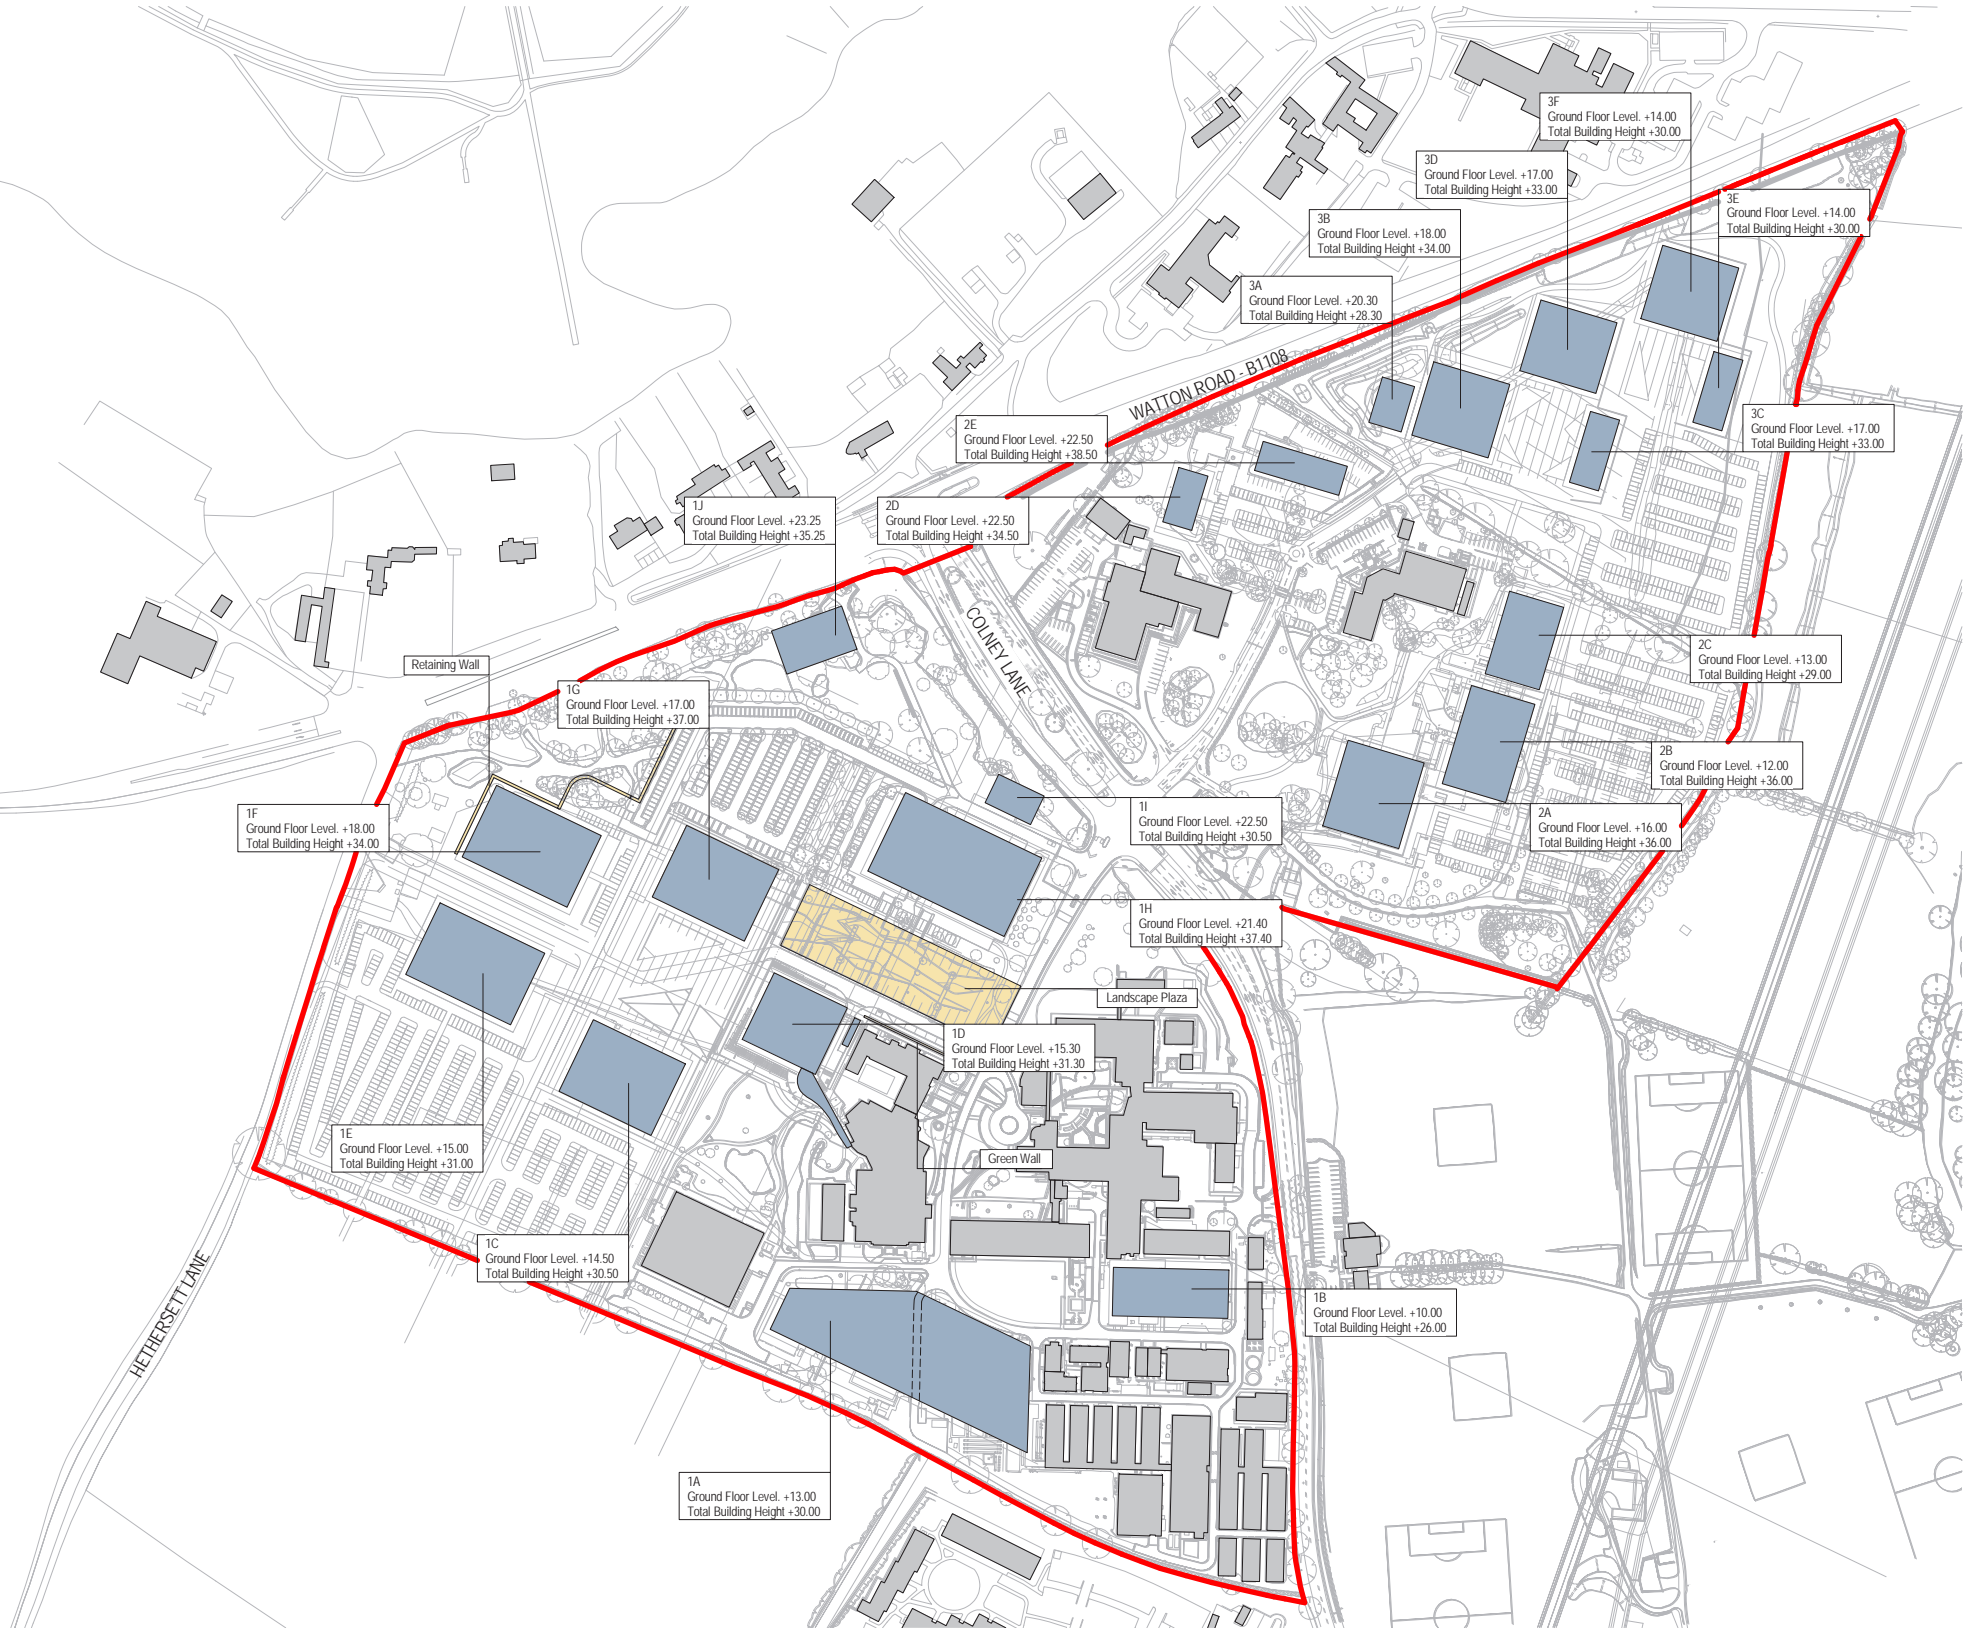 3F
Ground Floor Level. +14.00
Total Building Height +30.00
3D
Ground Floor Level. +17.00
Total Building Height +33.00
3E
Ground Floor Level. +14.00
Total Building Height +30.00
3B
Ground Floor Level. +18.00
Total Building Height +34.00
3A
Ground Floor Level. +20.30
Total Building Height +28.30
WATTON ROAD - B1108
3C
Ground Floor Level. +17.00
Total Building Height +33.00
2E
Ground Floor Level. +22.50
Total Building Height +38.50
1J
Ground Floor Level. +23.25
Total Building Height +35.25
2D
Ground Floor Level. +22.50
Total Building Height +34.50
COLNEY LANE
Retaining Wall
2C
Ground Floor Level. +13.00
Total Building Height +29.00
1G
Ground Floor Level. +17.00
Total Building Height +37.00
2B
Ground Floor Level. +12.00
Total Building Height +36.00
1F
Ground Floor Level. +18.00
Total Building Height +34.00
1I
Ground Floor Level. +22.50
Total Building Height +30.50
2A
Ground Floor Level. +16.00
Total Building Height +36.00
1H
Ground Floor Level. +21.40
Total Building Height +37.40
Landscape Plaza
1D
Ground Floor Level. +15.30
Total Building Height +31.30
1E
Ground Floor Level. +15.00
Total Building Height +31.00
Green Wall
1C
Ground Floor Level. +14.50
Total Building Height +30.50
HETHERSETT LANE
1B
Ground Floor Level. +10.00
Total Building Height +26.00
1A
Ground Floor Level. +13.00
Total Building Height +30.00